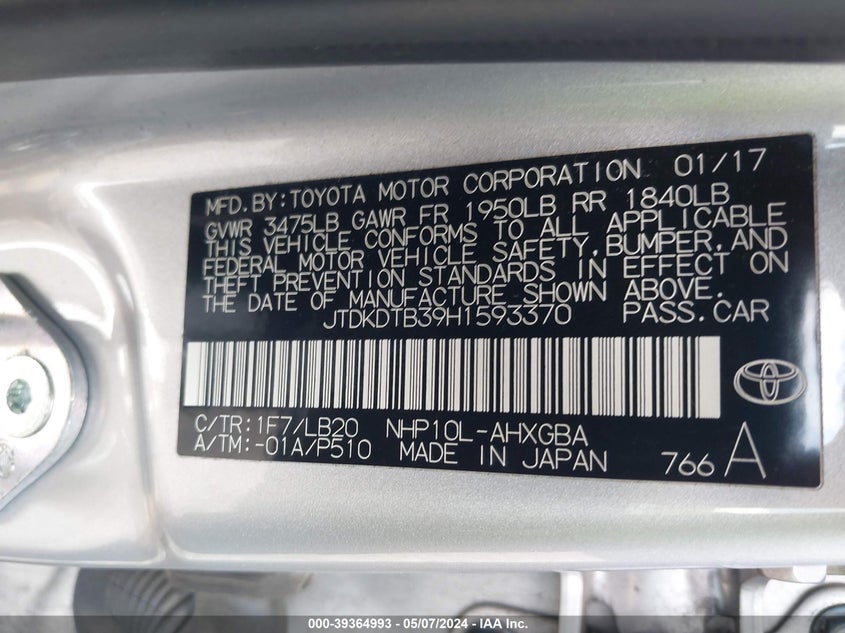 MFD. BY: TOYOTA MOTOR CORPORATION 01/17
GVWR 3475LB GAWR FR 1950LB RR 1840LB
THIS VEHICLE CONFORMS TO ALL APPLICABLE
FEDERAL MOTOR VEHICLE SAFETY, BUMPER, AND
THEFT PREVENTION STANDARDS IN EFFECT ON
THE DATE OF MANUFACTURE SHOWN ABOVE.
JTDKDTB39H1593370 PASS.CAR
C/TR:1F7/LB20 NHP10L-AHXGBA
A/TM:-01A/P510 MADE IN JAPAN 766 A
000-39364993 - 05/07/2024 - IAA Inc.